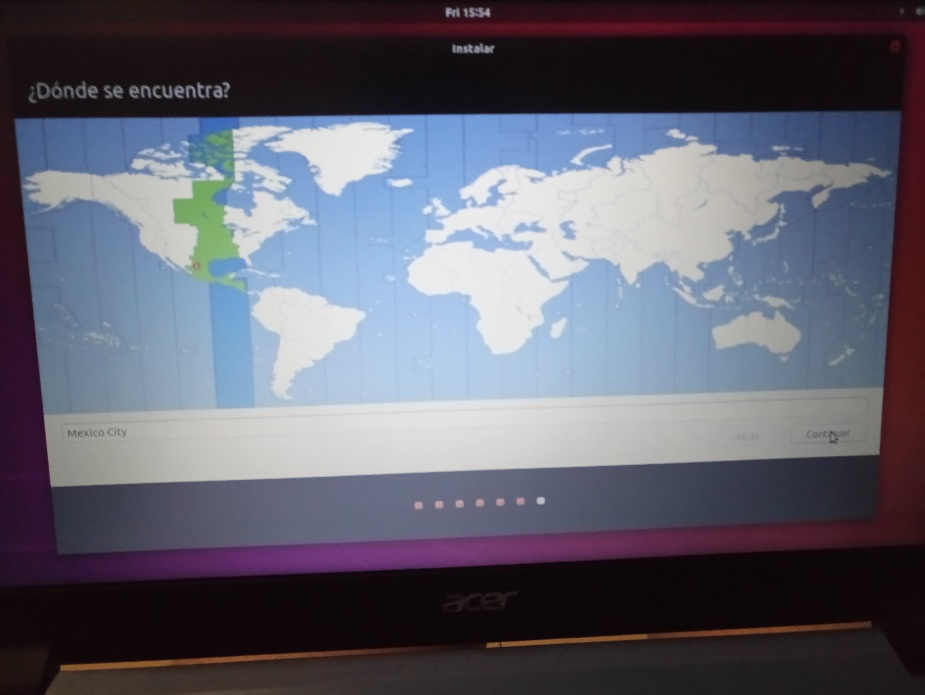 Fri 15:54
Instalar
¿Dónde se encuentra?
Mexico City
Atrás
Continuar
acer